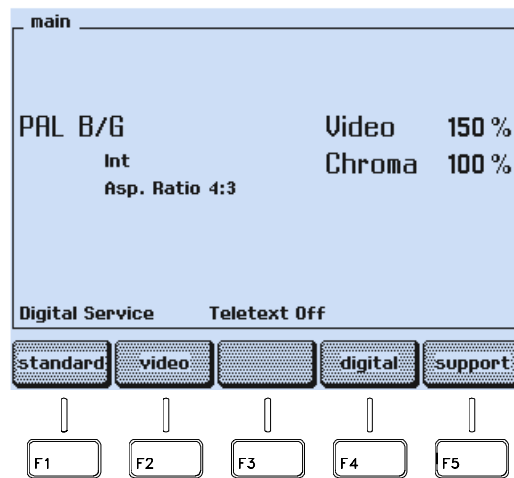 main
PAL B/G Video 150 %
Int Chroma 100 %
Asp. Ratio 4:3
Digital Service Teletext Off
standard video digital support
F1 F2 F3 F4 F5